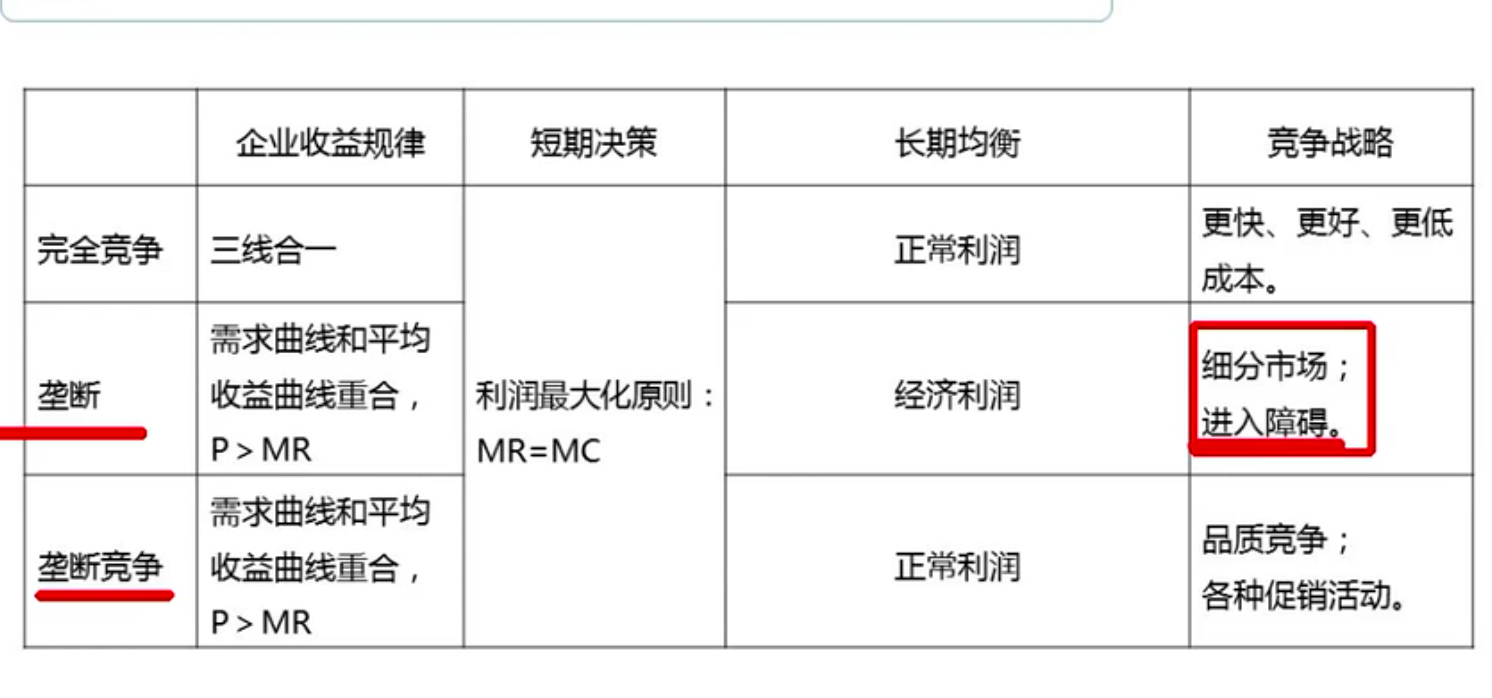 企业收益规律
短期决策
长期均衡
竞争战略
完全竞争
三线合一
正常利润
更快、更好、更低
成本。
垄断
需求曲线和平均
收益曲线重合，
P＞MR
利润最大化原则：
MR=MC
经济利润
细分市场；
进入障碍。
垄断竞争
需求曲线和平均
收益曲线重合，
P＞MR
正常利润
品质竞争；
各种促销活动。